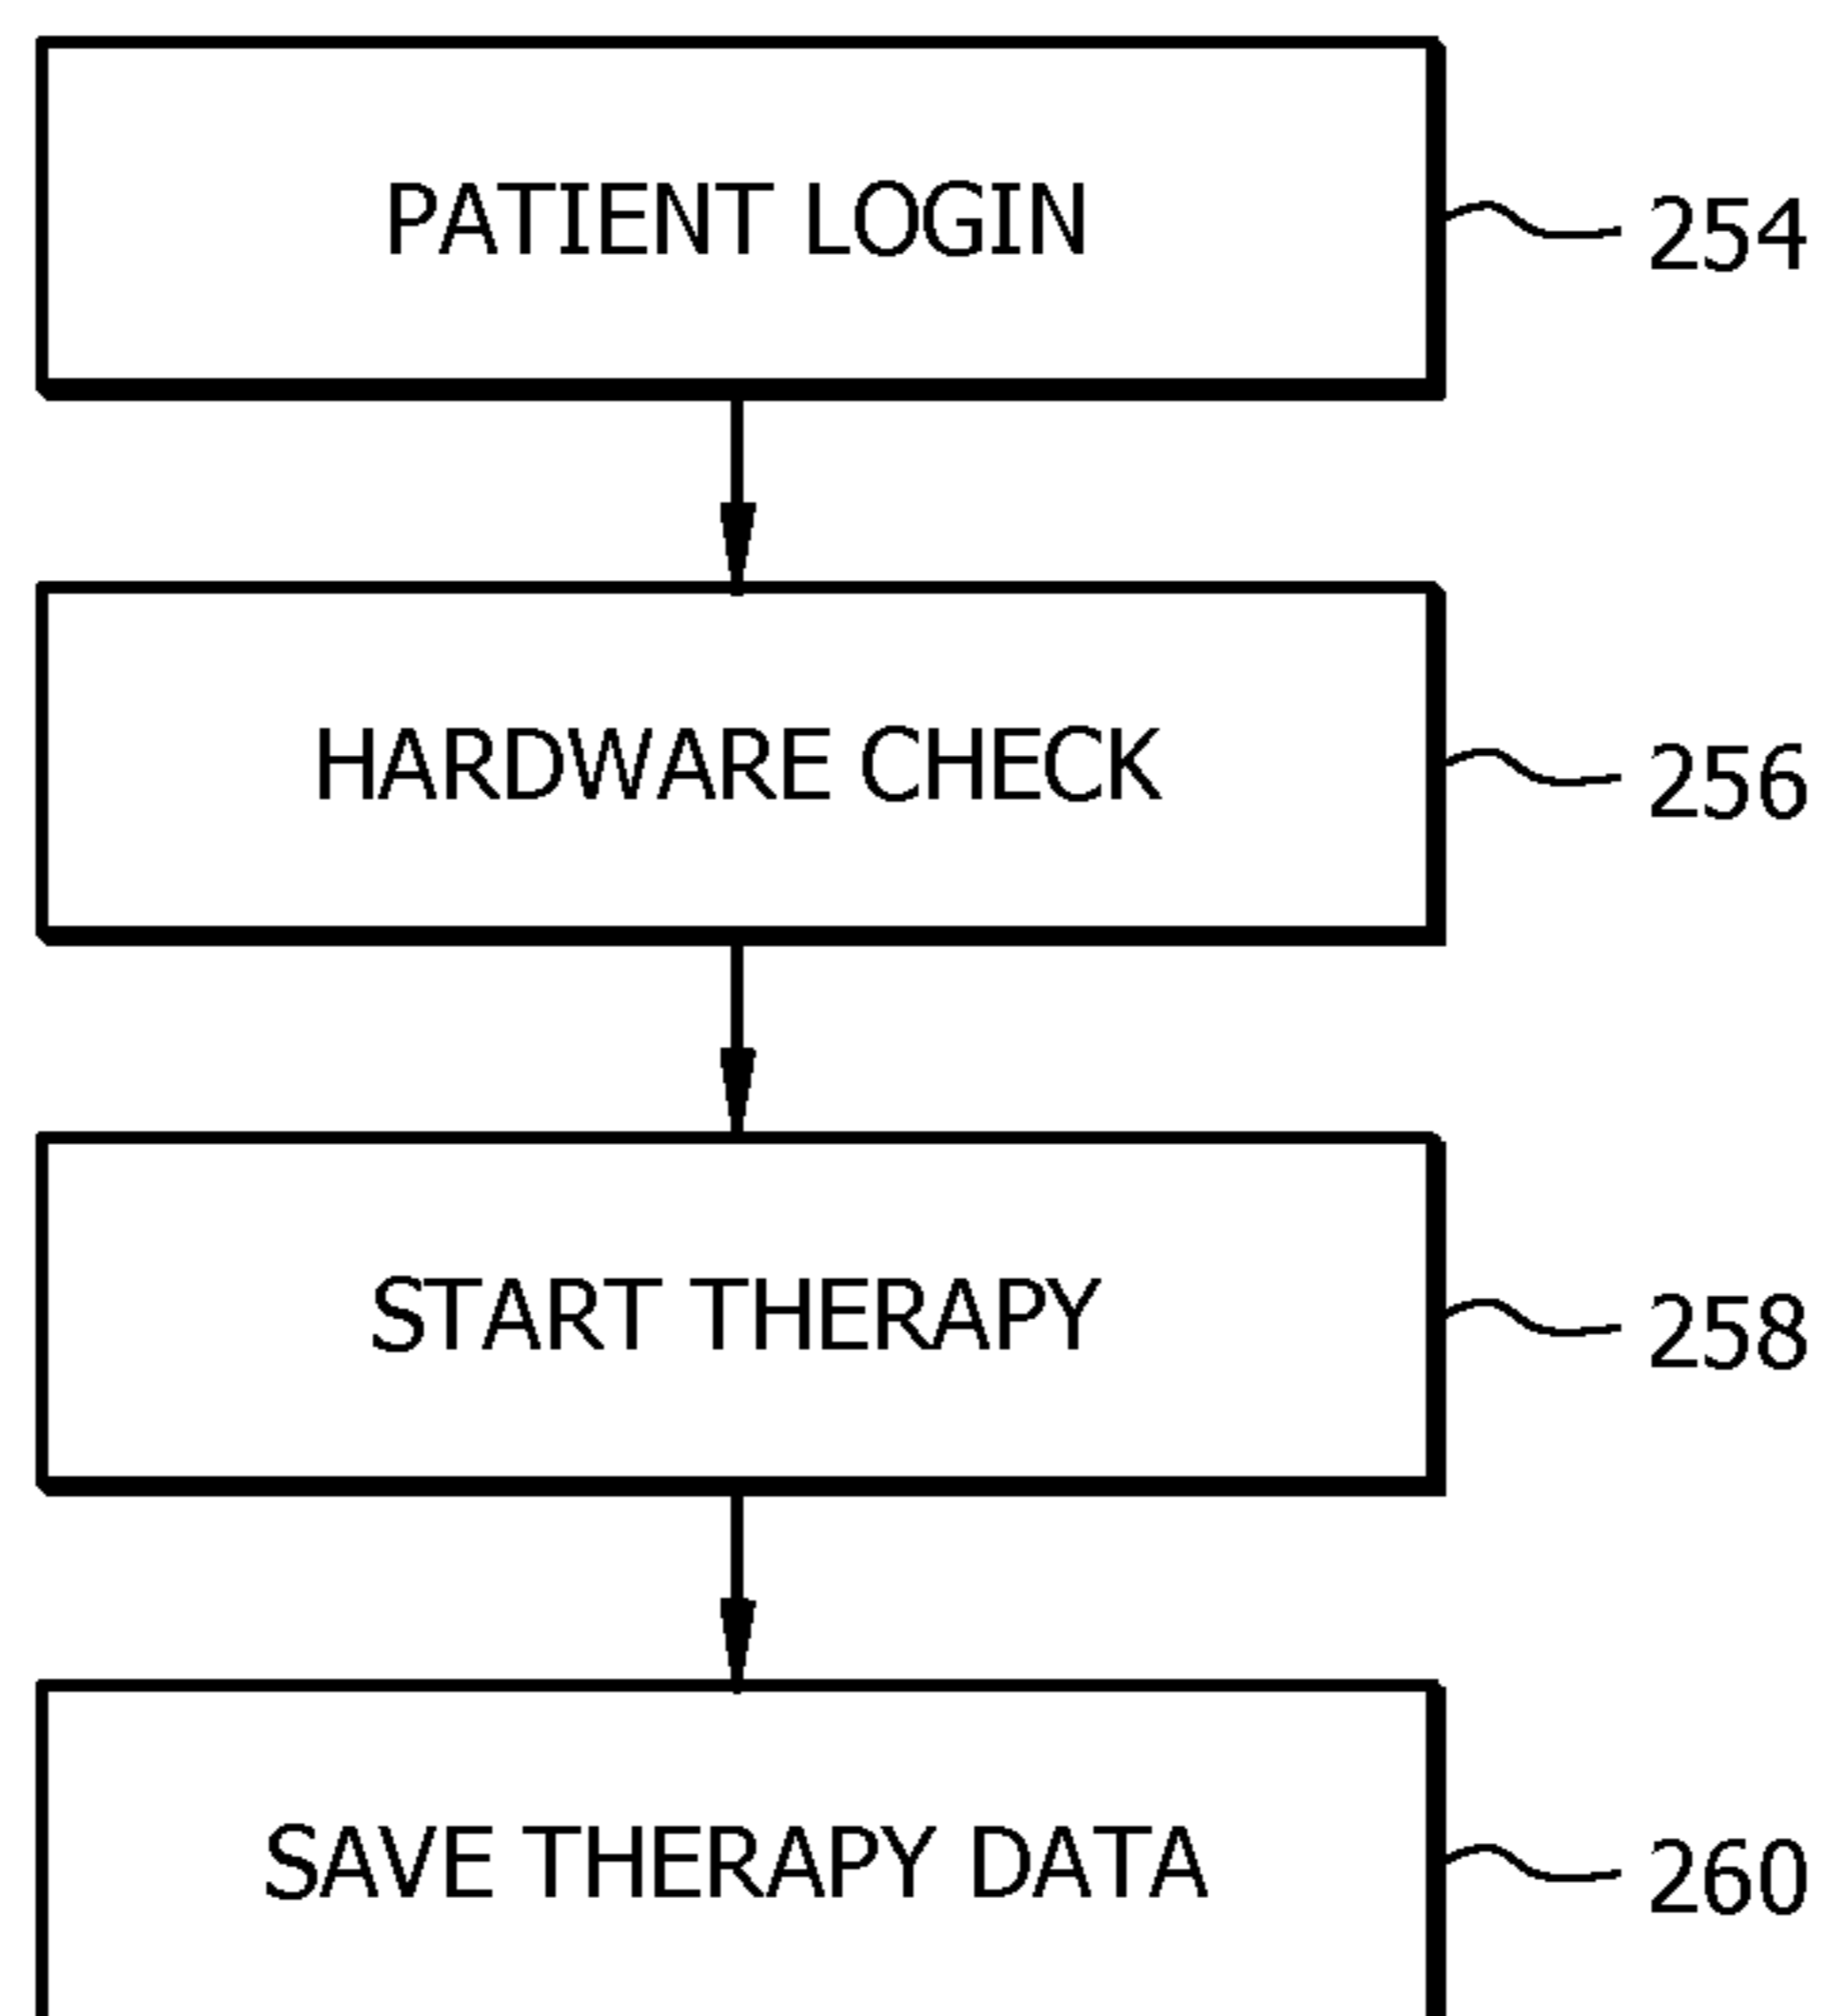 PATIENT LOGIN
254
HARDWARE CHECK
256
START THERAPY
258
SAVE THERAPY DATA
260